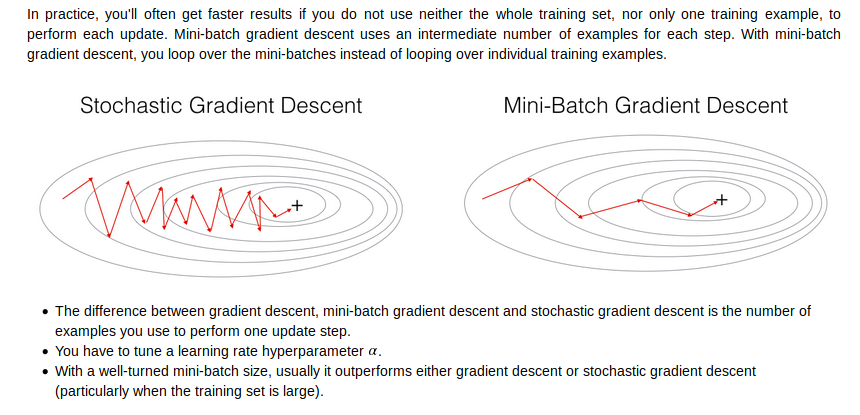 In practice, you'll often get faster results if you do not use neither the whole training set, nor only one training example, to
perform each update. Mini-batch gradient descent uses an intermediate number of examples for each step. With mini-batch
gradient descent, you loop over the mini-batches instead of looping over individual training examples.
Stochastic Gradient Descent
Mini-Batch Gradient Descent
+
+
• The difference between gradient descent, mini-batch gradient descent and stochastic gradient descent is the number of
examples you use to perform one update step.
• You have to tune a learning rate hyperparameter α.
• With a well-turned mini-batch size, usually it outperforms either gradient descent or stochastic gradient descent
(particularly when the training set is large).